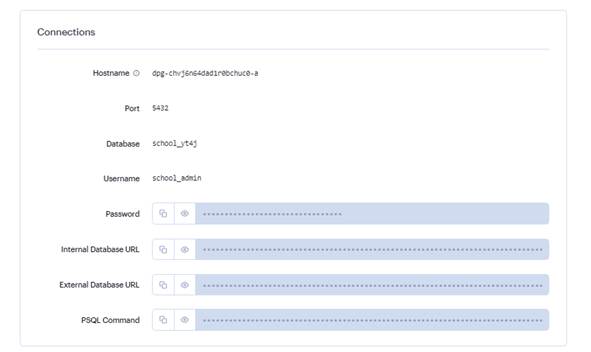 Connections
Hostname dpg-chvj6n64dad1r0bchuc0-a
Port 5432
Database school_yt4j
Username school_admin
Password
Internal Database URL
External Database URL
PSQL Command